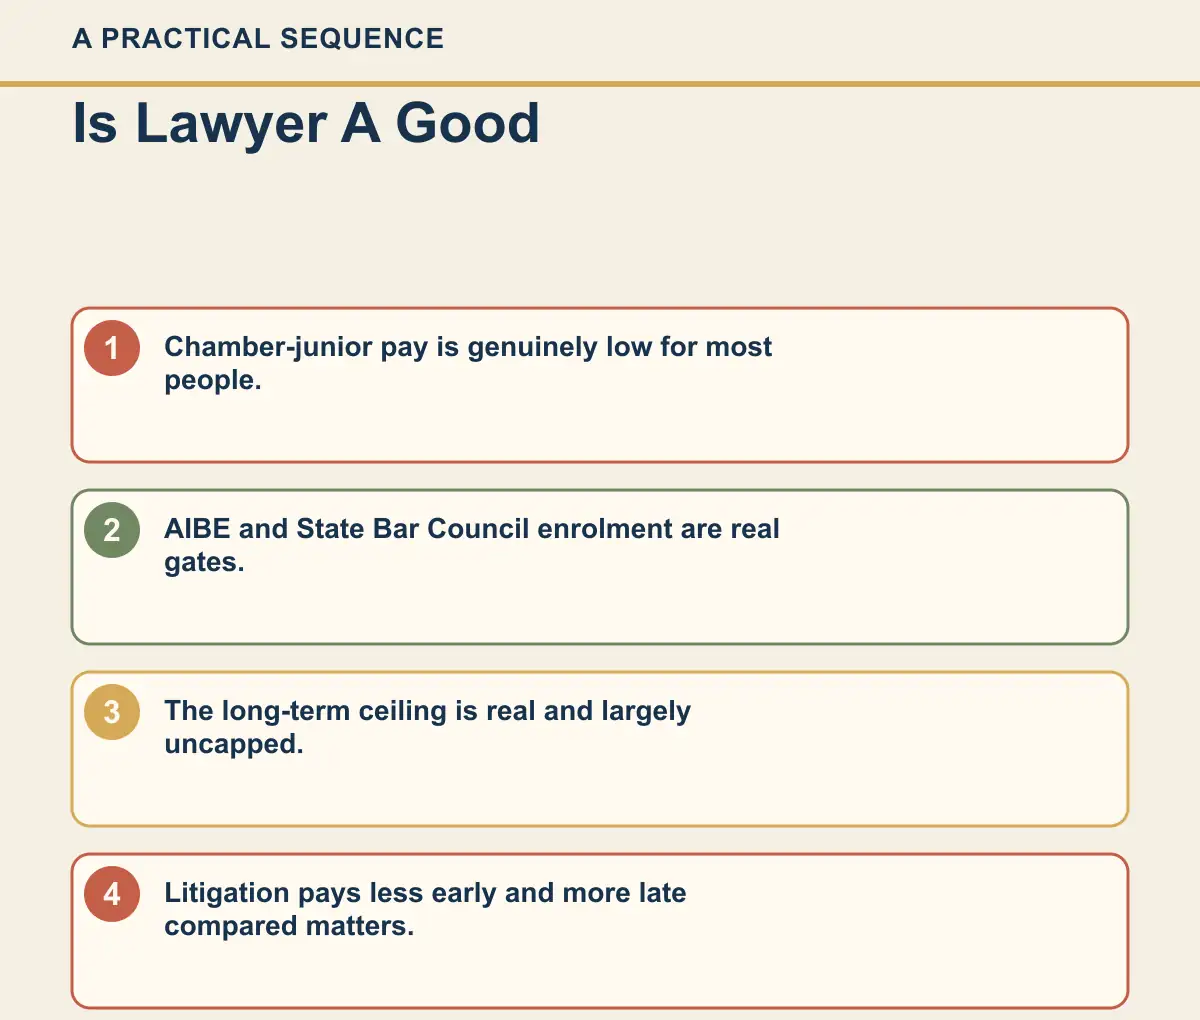 A PRACTICAL SEQUENCE
Is Lawyer A Good
1
Chamber-junior pay is genuinely low for most
people.
2
AIBE and State Bar Council enrolment are real
gates.
3
The long-term ceiling is real and largely
uncapped.
4
Litigation pays less early and more late
compared matters.